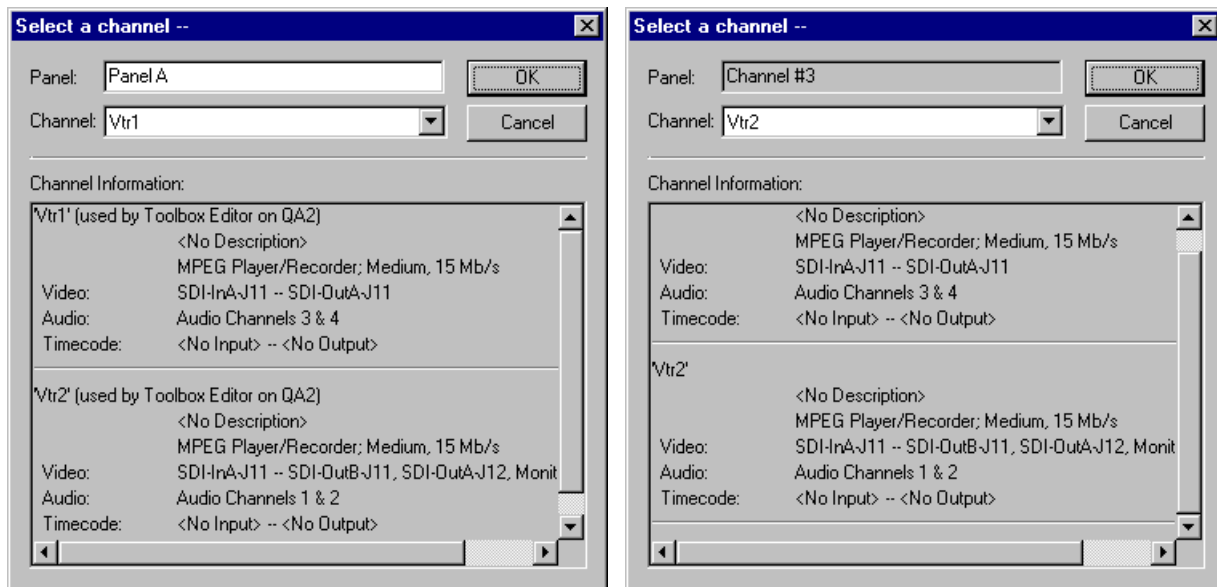 Select a channel --
Panel: Panel A OK
Channel: Vtr1 Cancel
Channel Information:
'Vtr1' (used by Toolbox Editor on QA2)
<No Description>
MPEG Player/Recorder; Medium, 15 Mb/s
Video: SDI-InA-J11 -- SDI-OutA-J11
Audio: Audio Channels 3 & 4
Timecode: <No Input> -- <No Output>
'Vtr2' (used by Toolbox Editor on QA2)
<No Description>
MPEG Player/Recorder; Medium, 15 Mb/s
Video: SDI-InA-J11 -- SDI-OutB-J11, SDI-OutA-J12, Monit
Audio: Audio Channels 1 & 2
Timecode: <No Input> -- <No Output>
Select a channel --
Panel: Channel #3 OK
Channel: Vtr2 Cancel
Channel Information:
<No Description>
MPEG Player/Recorder; Medium, 15 Mb/s
Video: SDI-InA-J11 -- SDI-OutA-J11
Audio: Audio Channels 3 & 4
Timecode: <No Input> -- <No Output>
'Vtr2'
<No Description>
MPEG Player/Recorder; Medium, 15 Mb/s
Video: SDI-InA-J11 -- SDI-OutB-J11, SDI-OutA-J12, Monit
Audio: Audio Channels 1 & 2
Timecode: <No Input> -- <No Output>